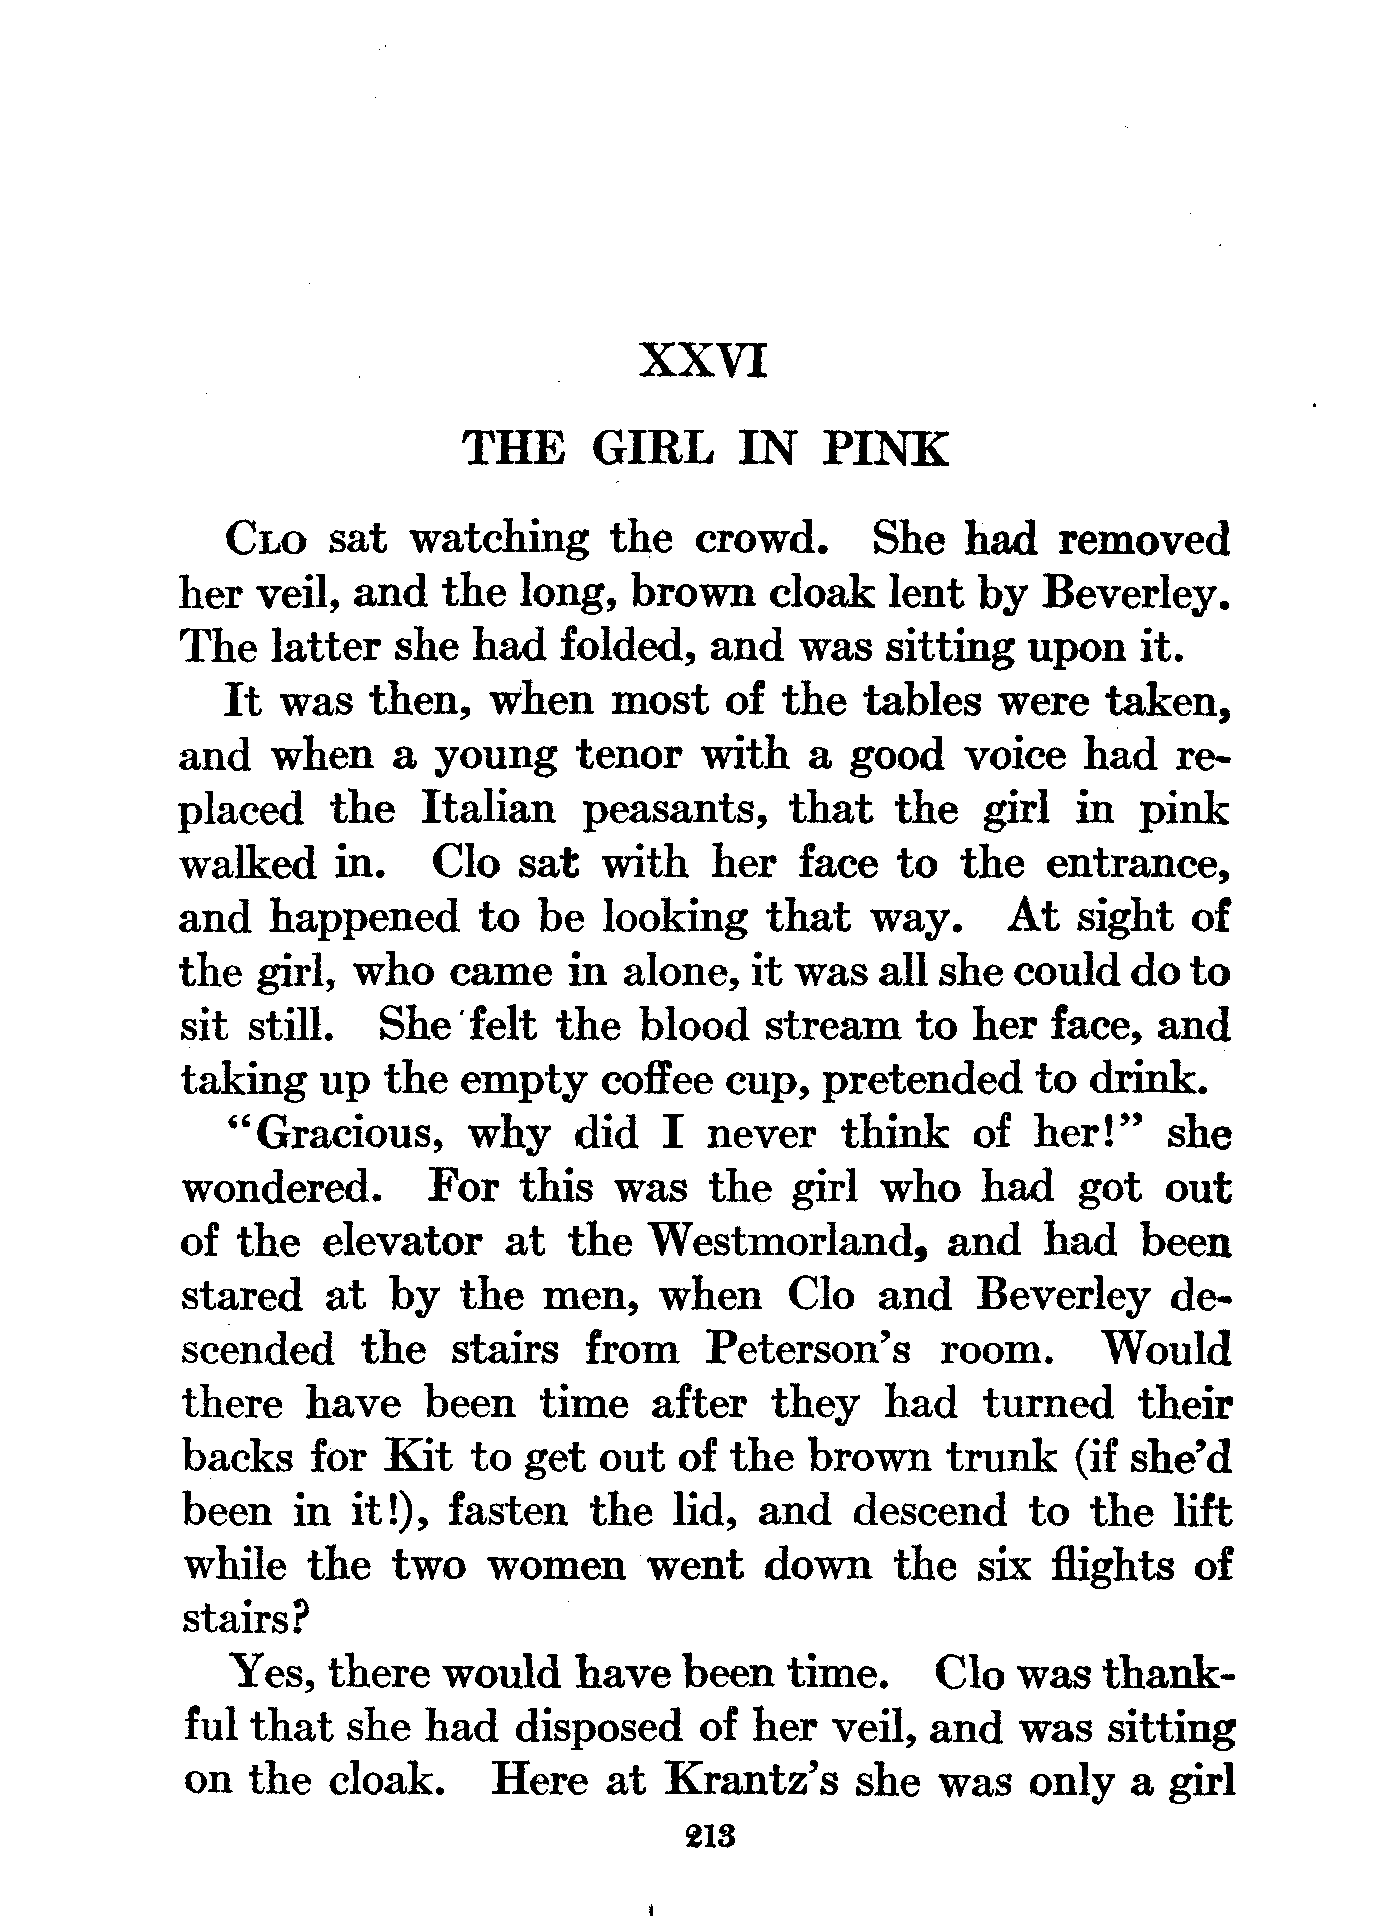 XXVI
THE GIRL IN PINK
CLO sat watching the crowd. She had removed
her veil, and the long, brown cloak lent by Beverley.
The latter she had folded, and was sitting upon it.
It was then, when most of the tables were taken,
and when a young tenor with a good voice had re-
placed the Italian peasants, that the girl in pink
walked in. Clo sat with her face to the entrance,
and happened to be looking that way. At sight of
the girl, who came in alone, it was all she could do to
sit still. She felt the blood stream to her face, and
taking up the empty coffee cup, pretended to drink.
“Gracious, why did I never think of her!” she
wondered. For this was the girl who had got out
of the elevator at the Westmorland, and had been
stared at by the men, when Clo and Beverley de-
scended the stairs from Peterson’s room. Would
there have been time after they had turned their
backs for Kit to get out of the brown trunk (if she’d
been in it!), fasten the lid, and descend to the lift
while the two women went down the six flights of
stairs?
Yes, there would have been time. Clo was thank-
ful that she had disposed of her veil, and was sitting
on the cloak. Here at Krantz’s she was only a girl
213